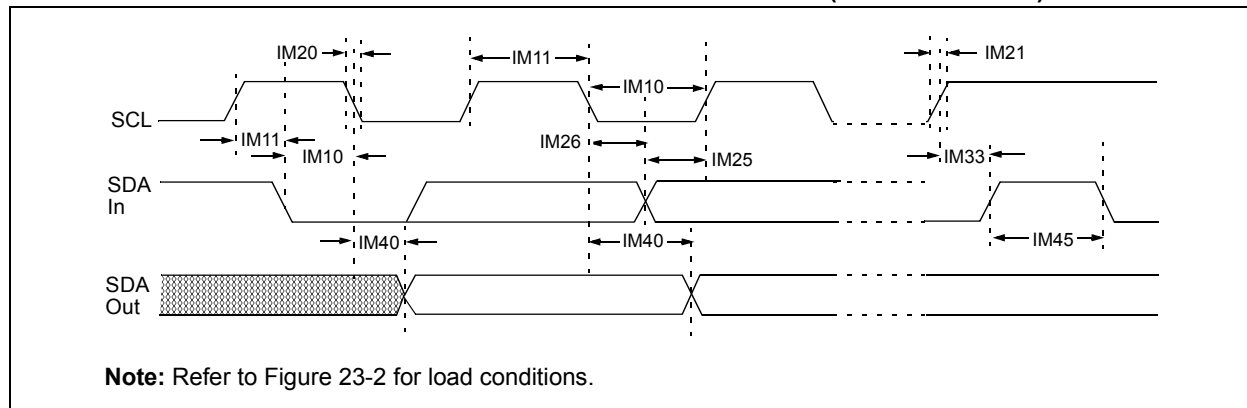 IM20
IM11
IM10
IM21
SCL
IM11
IM10
IM26
IM25
IM33
SDA
In
IM40
IM40
IM45
SDA
Out
Note: Refer to Figure 23-2 for load conditions.